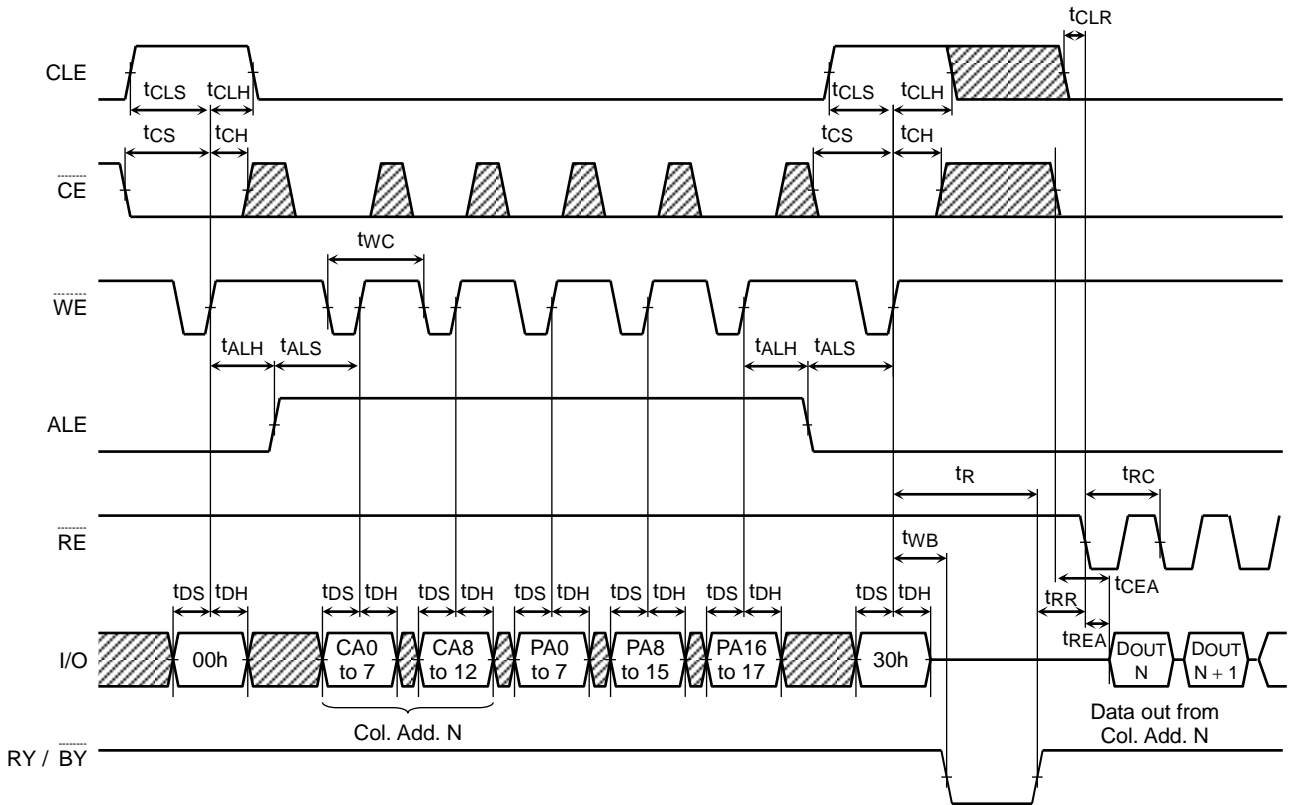 tCLR
CLE
tCLS tCLH tCLS tCLH
tCS tCH tCS tCH
CE
tWC
WE
tALH tALS tALH tALS
ALE
tR tRC
RE
tWB
tCEA
tDS tDH tDS tDH tDS tDH tDS tDH tDS tDH tDS tDH tDS tDH tRR
tREA
I/O 00h CA0 to 7 CA8 to 12 PA0 to 7 PA8 to 15 PA16 to 17 30h DOUT N DOUT N + 1
Col. Add. N
Data out from
Col. Add. N
RY / BY